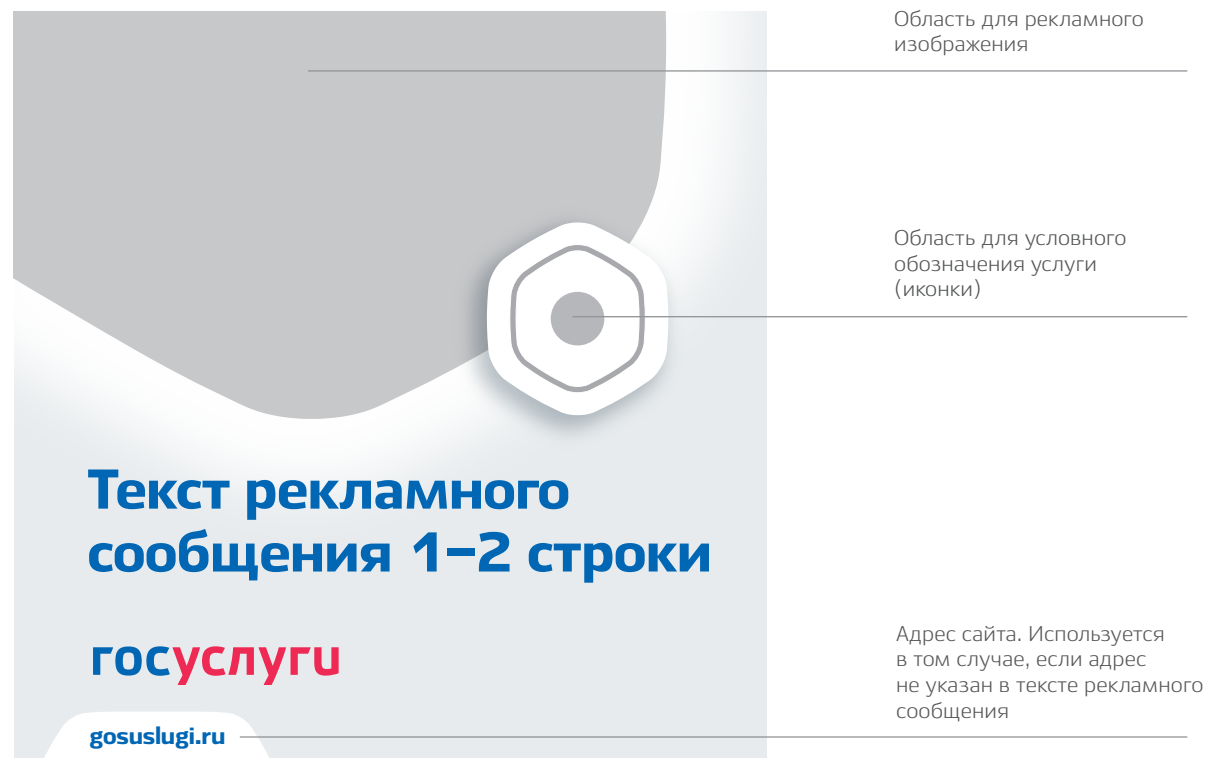 Область для рекламного
изображения
Область для условного
обозначения услуги
(иконки)
Текст рекламного
сообщения 1–2 строки
госуслуги
Адрес сайта. Используется
в том случае, если адрес
не указан в тексте рекламного
сообщения
gosuslugi.ru